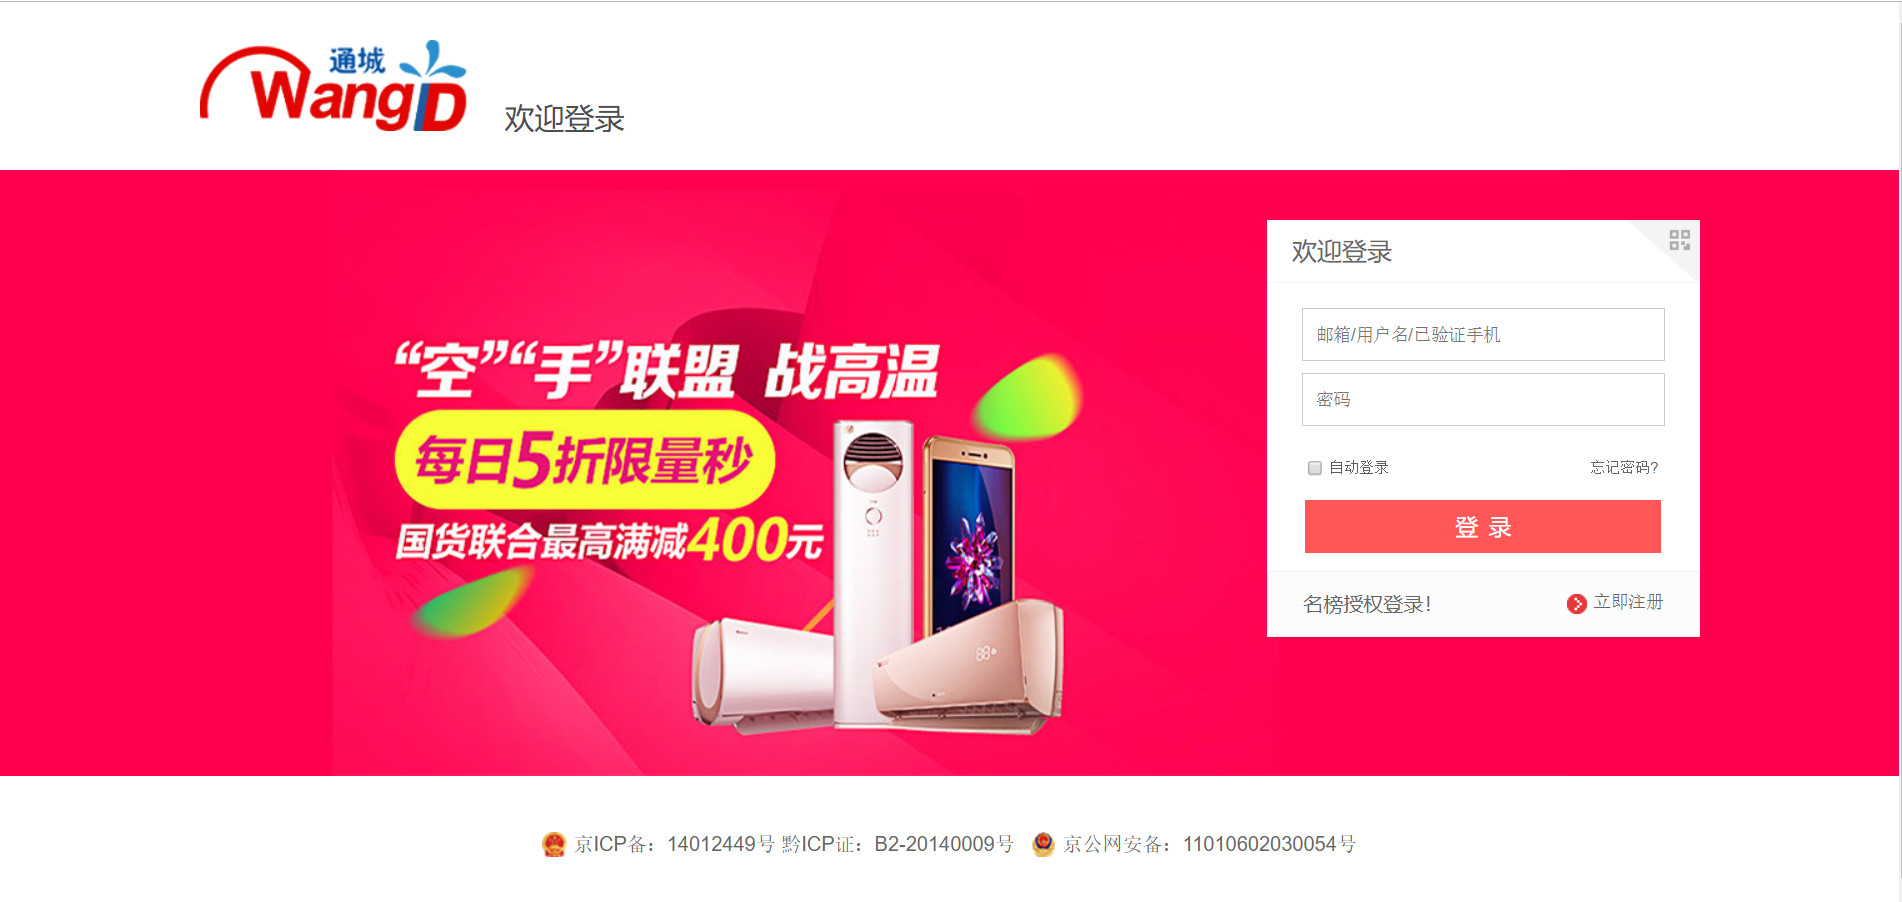 通城
WangD
欢迎登录
“空”“手”联盟 战高温
每日5折限量秒
国货联合最高满减400元
欢迎登录
邮箱/用户名/已验证手机
密码
自动登录 忘记密码?
登 录
名榜授权登录! 立即注册
京ICP备：14012449号 黔ICP证：B2-20140009号 京公网安备：11010602030054号